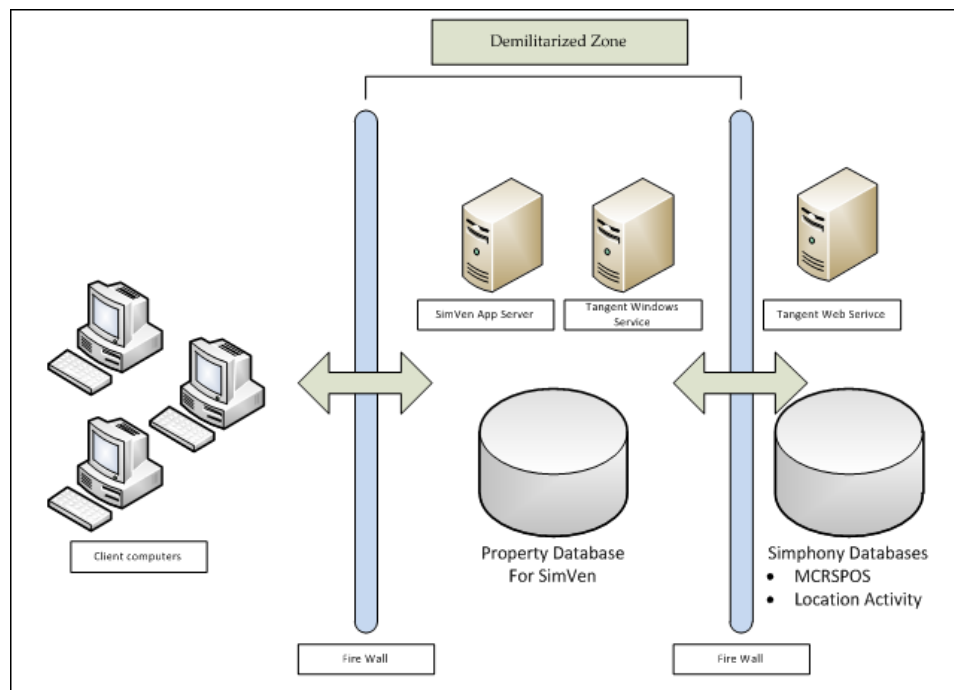 Demilitarized Zone
SimVen App Server
Tangent Windows
Service
Tangent Web Serivce
Client computers
Property Database
For SimVen
Simphony Databases
• MCRSPOS
• Location Activity
Fire Wall
Fire Wall